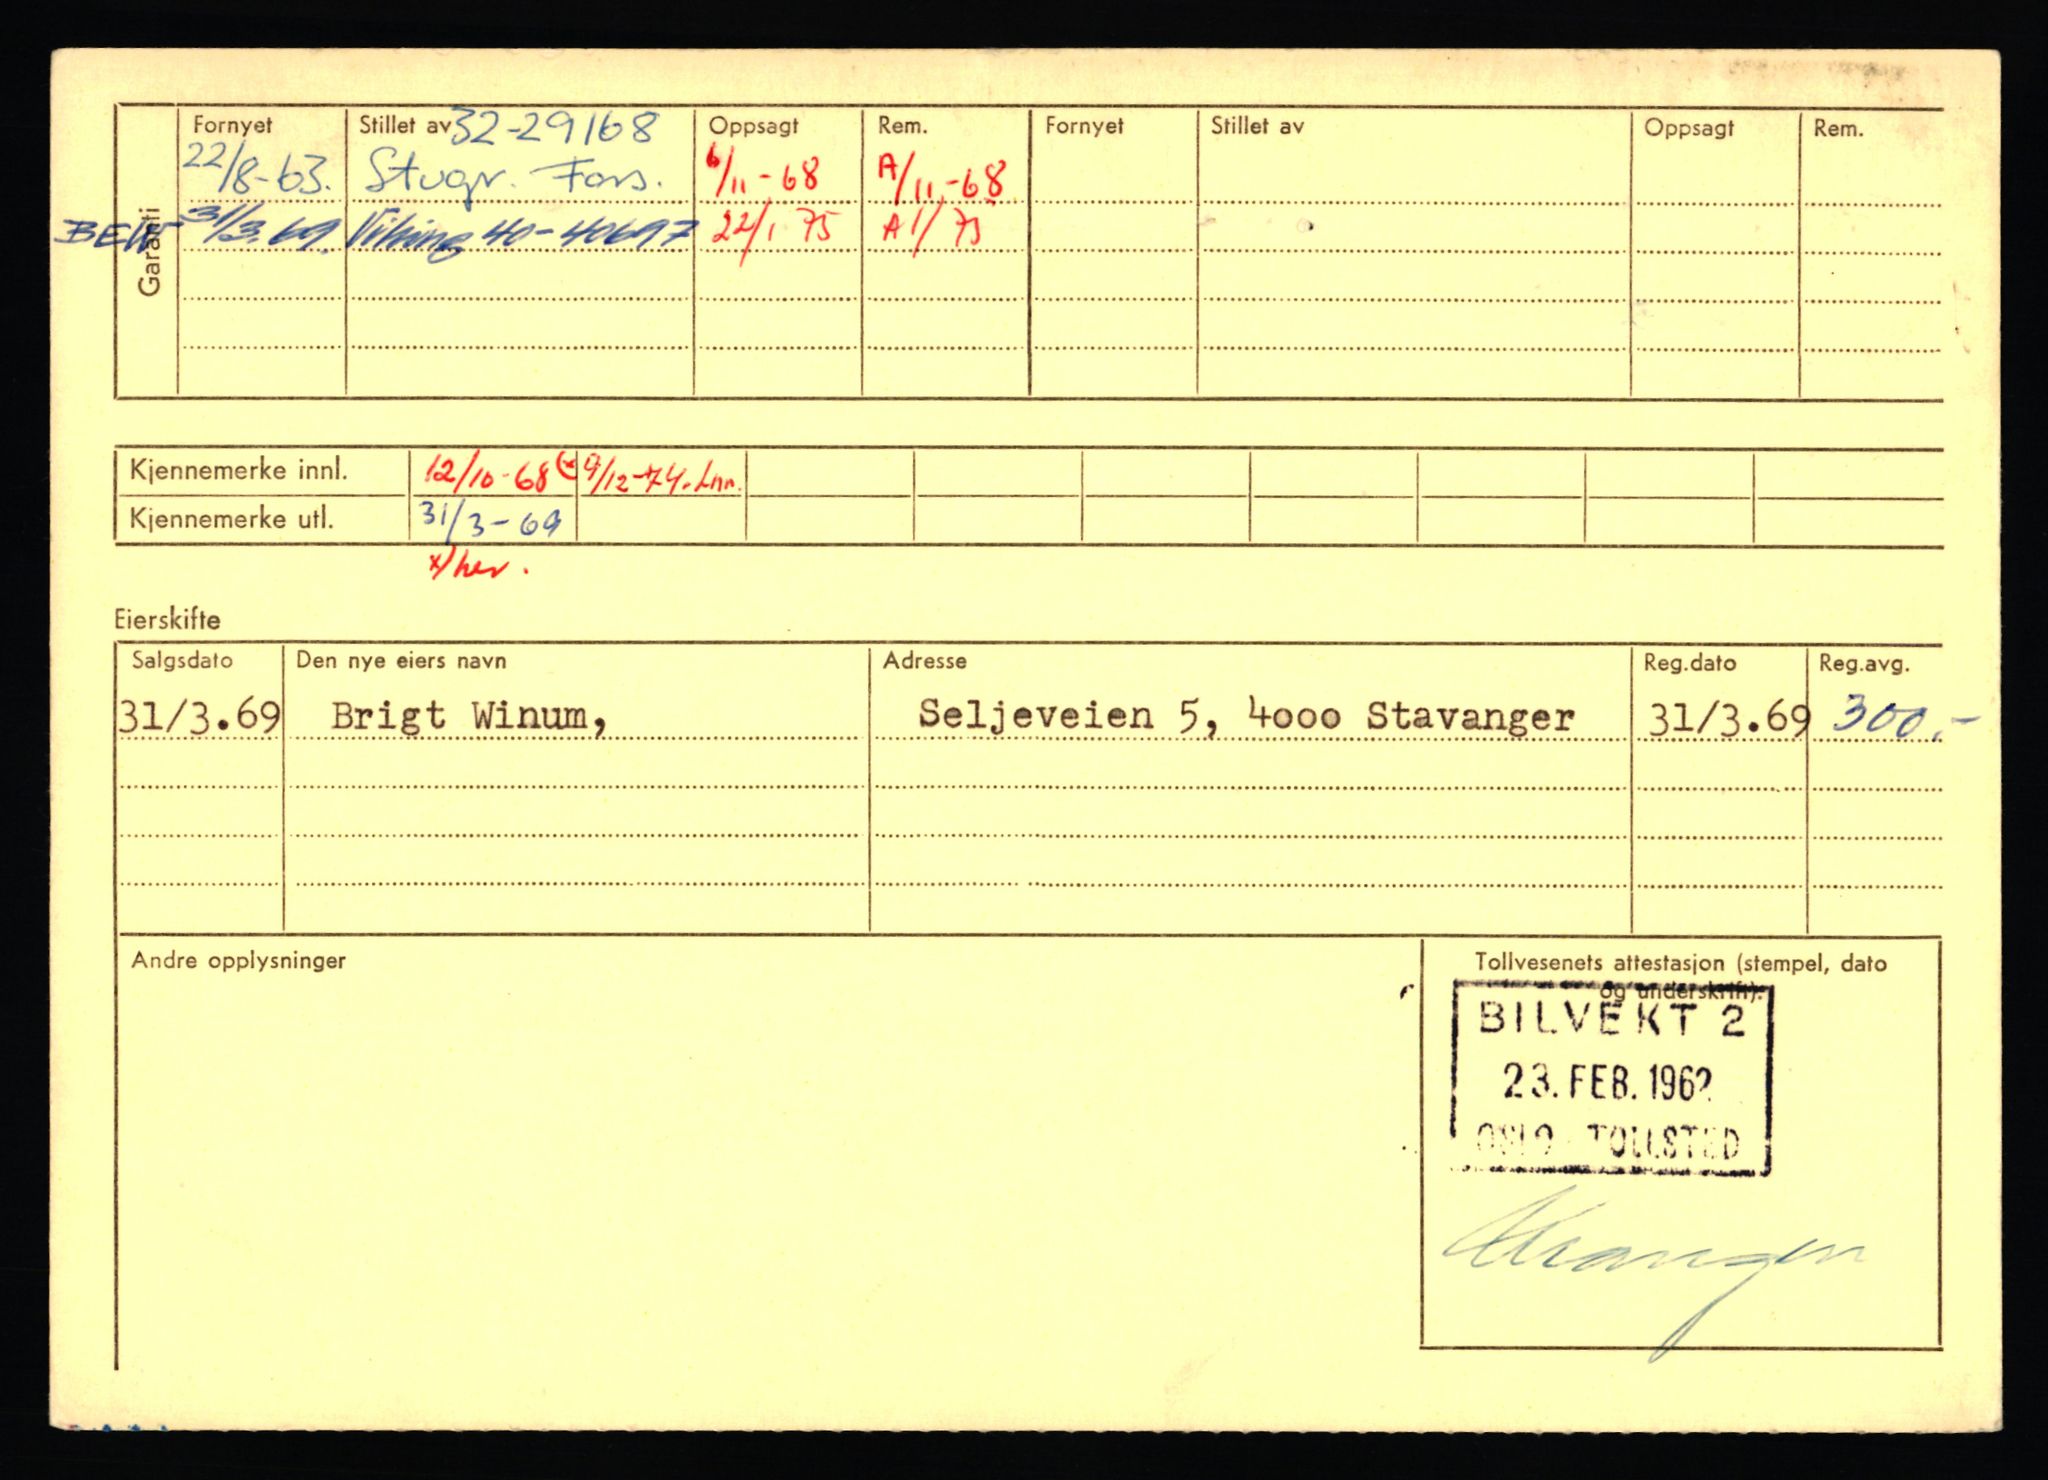 Garanti
Fornyet Stillet av 32-29168 Oppsagt Rem. Fornyet Stillet av Oppsagt Rem.
22/8-63. Stvgr. Fors. 6/11-68 A/11-68
31/3.69 Viking 40-40697 22/1 75 A1/75
Kjennemerke innl. 12/10-68 9/12-74. Inn.
Kjennemerke utl. 31/3-69
Eierskifte
Salgsdato Den nye eiers navn Adresse Reg.dato Reg.avg.
31/3.69 Brigt Winum, Seljeveien 5, 4000 Stavanger 31/3.69 300.-
Andre opplysninger
Tollvesenets attestasjon (stempel, dato
og underskrift).
BILVEKT 2
23. FEB. 1962
OSLO TOLLSTED